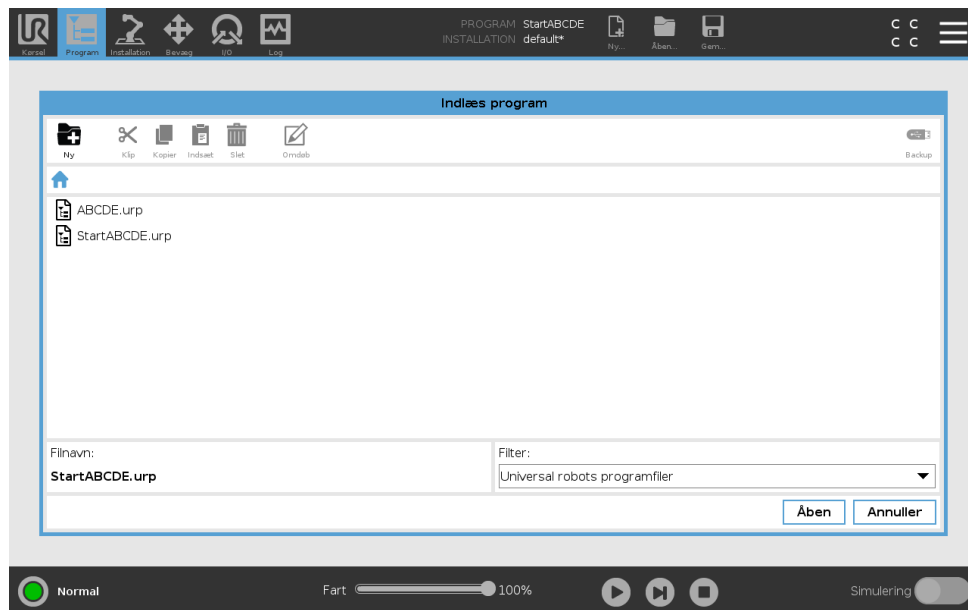 PROGRAM StartABCDE
INSTALLATION default*
Ny... Åben... Gem...
C C
C C
Kørsel Program Installation Bevæg I/O Log
Indlæs program
Ny Klip Kopier Indsæt Slet Omdøb Backup
ABCDE.urp
StartABCDE.urp
Filnavn: Filter:
StartABCDE.urp Universal robots programfiler
Åben Annuller
Normal Fart 100% Simulering